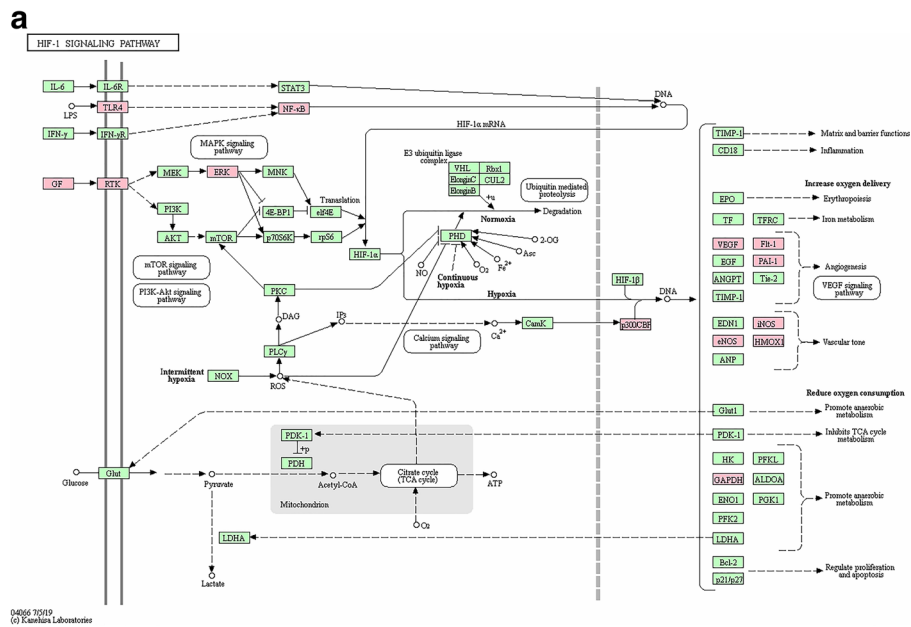 a
HIF-1 SIGNALING PATHWAY
IL-6
IL-6R
STAT3
DNA
LPS
TLR4
NF-κB
IFN-γ
IFN-γR
HIF-1α mRNA
MAPK signaling
pathway
E3 ubiquitin ligase
complex
VHL
Rbx1
ElonginC
CUL2
ElonginB
+u
Ubiquitin mediated
proteolysis
GF
RTK
MEK
ERK
MNK
Translation
PI3K
4E-BP1
eIf4E
Normoxia
Degradation
AKT
mTOR
p70S6K
rpS6
HIF-1α
PHD
2-OG
Asc
Fe2+
O2
NO
mTOR signaling
pathway
PI3K-Akt signaling
pathway
Continuous
hypoxia
Hypoxia
HIF-1β
DNA
PKC
DAG
IP3
Ca2+
CamK
p300CBP
PLCγ
Calcium signaling
pathway
Intermittent
hypoxia
NOX
ROS
TIMP-1
Matrix and barrier functions
CD18
Inflammation
Increase oxygen delivery
EPO
Erythropoiesis
TF
TFRC
Iron metabolism
VEGF
Flt-1
EGF
PAI-1
Angiogenesis
ANGPT
Tie-2
VEGF signaling
pathway
TIMP-1
EDN1
iNOS
eNOS
HMOX1
Vascular tone
ANP
Reduce oxygen consumption
Glut1
Promote anaerobic
metabolism
PDK-1
Inhibits TCA cycle
metabolism
HK
PFKL
GAPDH
ALDOA
ENO1
PGK1
Promote anaerobic
metabolism
PFK2
LDHA
Bcl-2
p21/p27
Regulate proliferation
and apoptosis
PDK-1
+p
PDH
Glucose
Glut
Pyruvate
Acetyl-CoA
Citrate cycle
(TCA cycle)
ATP
Mitochondrion
O2
LDHA
Lactate
04066 7/5/19
(c) Kanehisa Laboratories